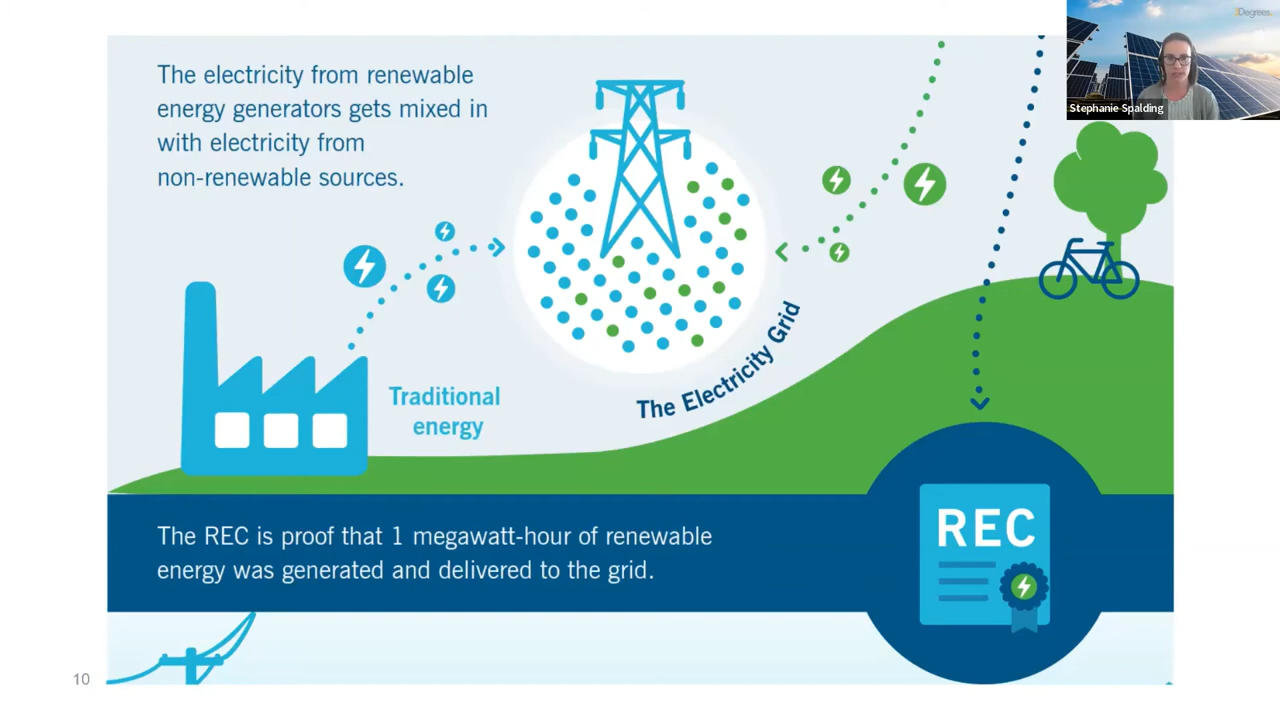 The electricity from renewable
energy generators gets mixed in
with electricity from
non-renewable sources.
3Degrees.
Stephanie Spalding
The Electricity Grid
Traditional
energy
The REC is proof that 1 megawatt-hour of renewable
energy was generated and delivered to the grid.
REC
10